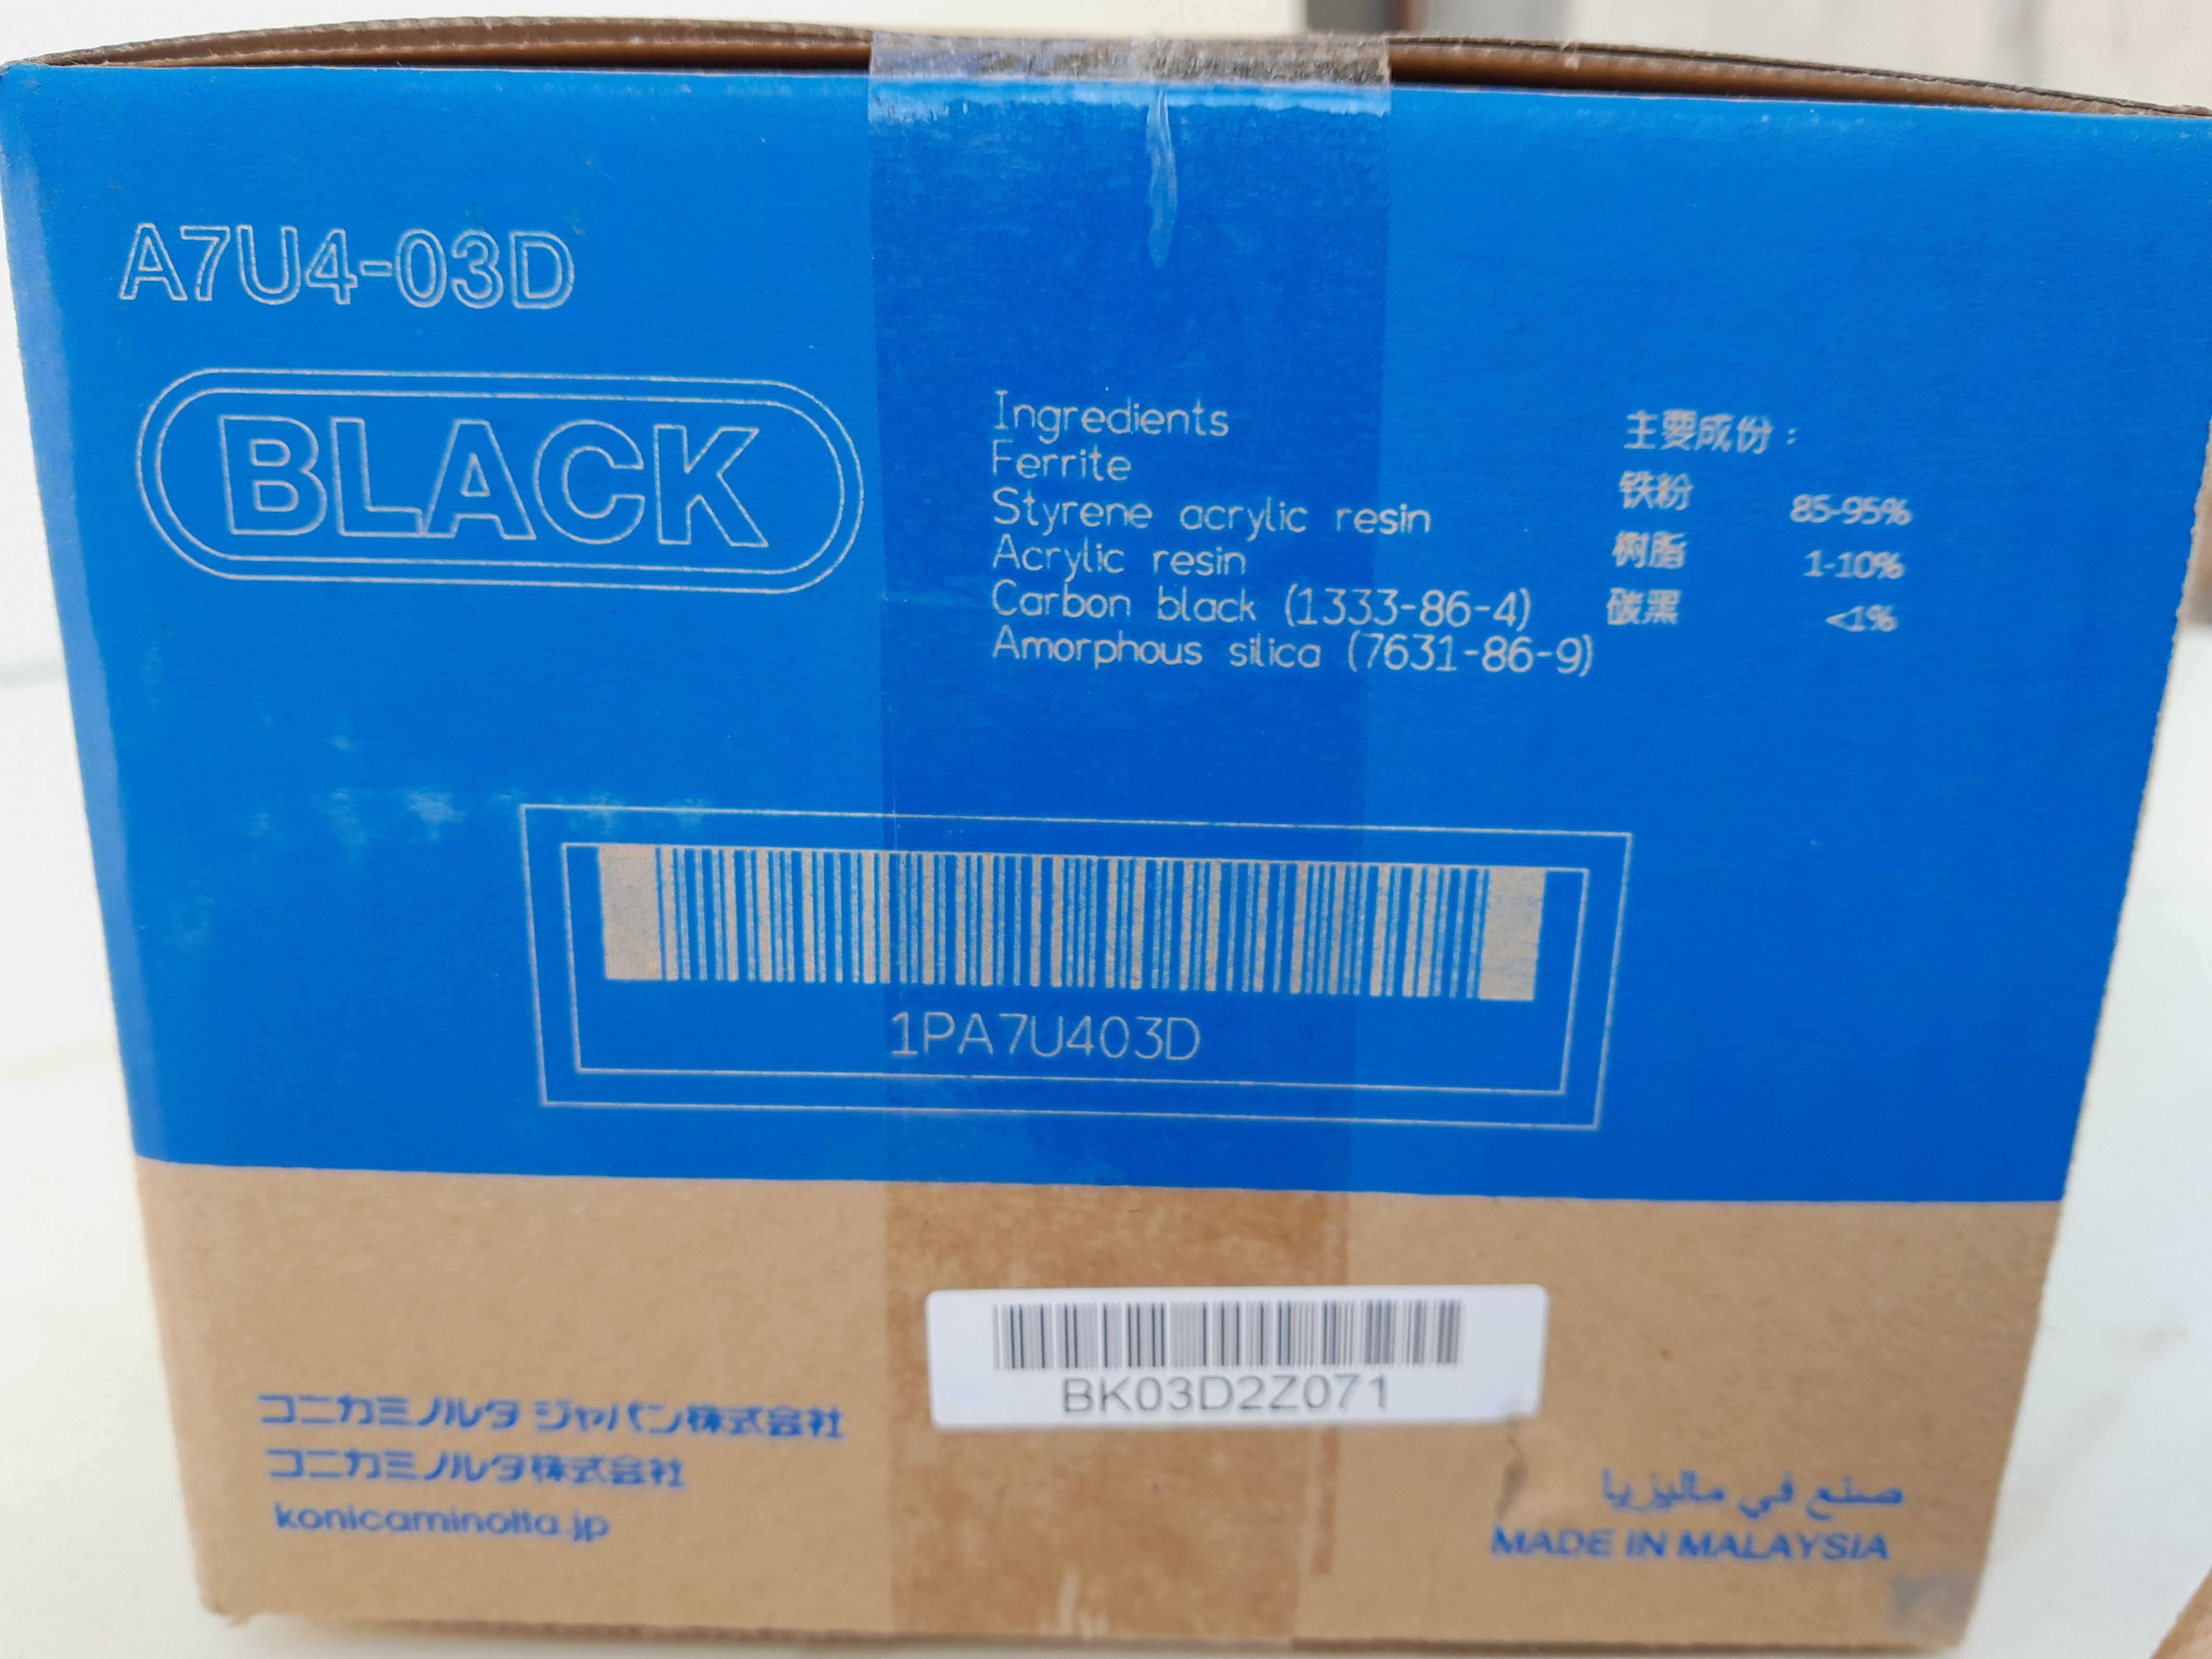 A7U4-03D
BLACK
Ingredients
Ferrite
Styrene acrylic resin
Acrylic resin
Carbon black (1333-86-4)
Amorphous silica (7631-86-9)
主要成份：
铁粉 85-95%
树脂 1-10%
碳黑 <1%
1PA7U403D
BK03D2Z071
コニカミノルタ ジャパン株式会社
コニカミノルタ株式会社
konicaminolta.jp
صنع في ماليزيا
MADE IN MALAYSIA